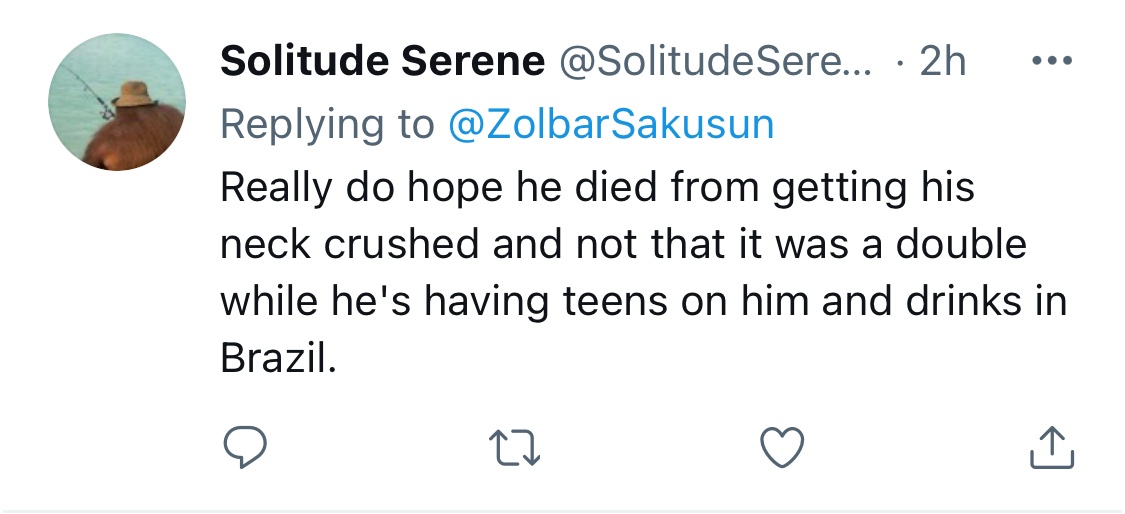 Solitude Serene @SolitudeSere... · 2h
Replying to @ZolbarSakusun
Really do hope he died from getting his
neck crushed and not that it was a double
while he's having teens on him and drinks in
Brazil.